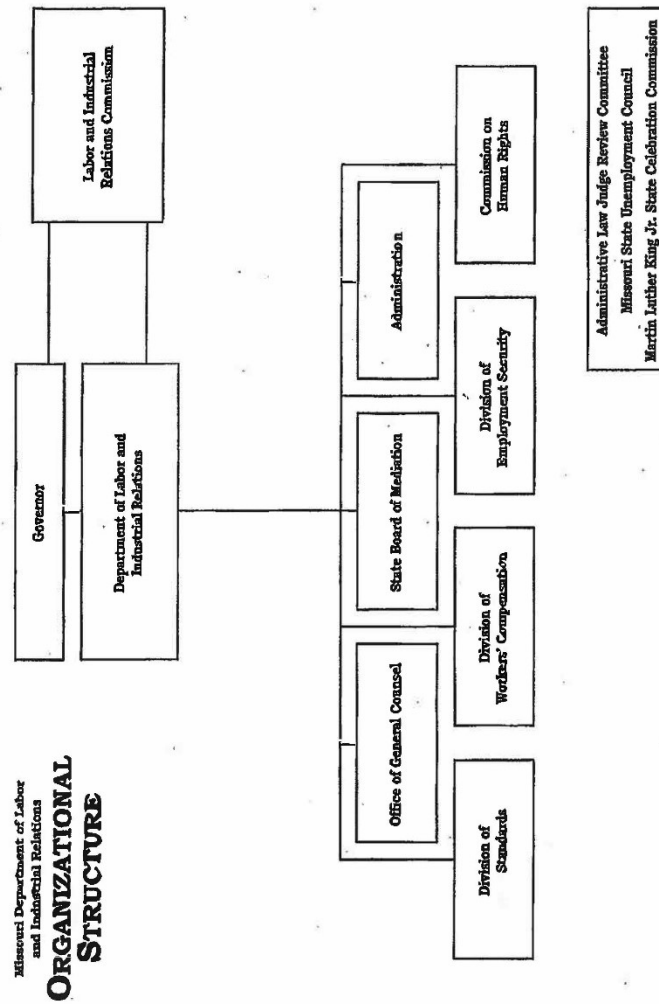 Missouri Department of Labor
and Industrial Relations
ORGANIZATIONAL
STRUCTURE
Governor
Department of Labor and
Industrial Relations
Labor and Industrial
Relations Commission
Office of General Counsel
State Board of Mediation
Administration
Division of
Standards
Division of
Workers' Compensation
Division of
Employment Security
Commission on
Human Rights
Administrative Law Judge Review Committee
Missouri State Unemployment Council
Martin Luther King Jr. State Celebration Commission